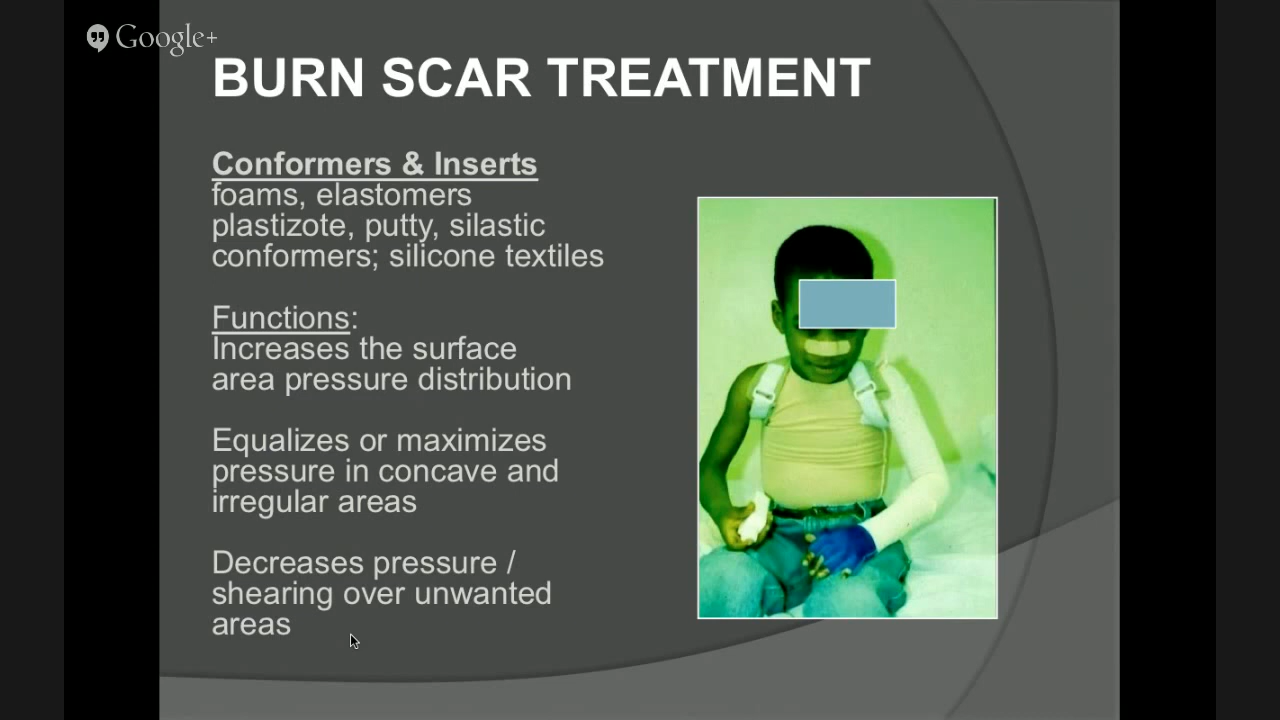 Google+
BURN SCAR TREATMENT
Conformers & Inserts
foams, elastomers
plastizote, putty, silastic
conformers; silicone textiles
Functions:
Increases the surface
area pressure distribution
Equalizes or maximizes
pressure in concave and
irregular areas
Decreases pressure /
shearing over unwanted
areas